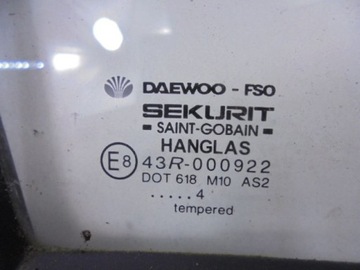 DAEWOO - FSO
SEKURIT
SAINT-GOBAIN
HANGLAS
E8 43R-000922
DOT 618 M10 AS2
.....4
tempered